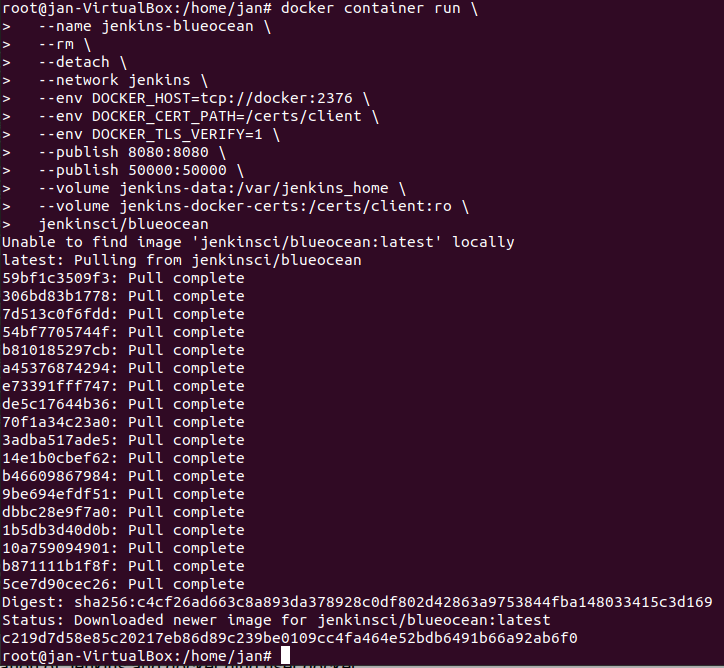 root@jan-VirtualBox:/home/jan# docker container run \
>   --name jenkins-blueocean \
>   --rm \
>   --detach \
>   --network jenkins \
>   --env DOCKER_HOST=tcp://docker:2376 \
>   --env DOCKER_CERT_PATH=/certs/client \
>   --env DOCKER_TLS_VERIFY=1 \
>   --publish 8080:8080 \
>   --publish 50000:50000 \
>   --volume jenkins-data:/var/jenkins_home \
>   --volume jenkins-docker-certs:/certs/client:ro \
>   jenkinsci/blueocean
Unable to find image 'jenkinsci/blueocean:latest' locally
latest: Pulling from jenkinsci/blueocean
59bf1c3509f3: Pull complete
306bd83b1778: Pull complete
7d513c0f6fdd: Pull complete
54bf7705744f: Pull complete
b810185297cb: Pull complete
a45376874294: Pull complete
e73391fff747: Pull complete
de5c17644b36: Pull complete
70f1a34c23a0: Pull complete
3adba517ade5: Pull complete
14e1b0cbef62: Pull complete
b46609867984: Pull complete
9be694efdf51: Pull complete
dbbc28e9f7a0: Pull complete
1b5db3d40d0b: Pull complete
10a759094901: Pull complete
b871111b1f8f: Pull complete
5ce7d90cec26: Pull complete
Digest: sha256:c4cf26ad663c8a893da378928c0df802d42863a9753844fba148033415c3d169
Status: Downloaded newer image for jenkinsci/blueocean:latest
c219d7d58e85c20217eb86d89c239be0109cc4fa464e52bdb6491b66a92ab6f0
root@jan-VirtualBox:/home/jan#